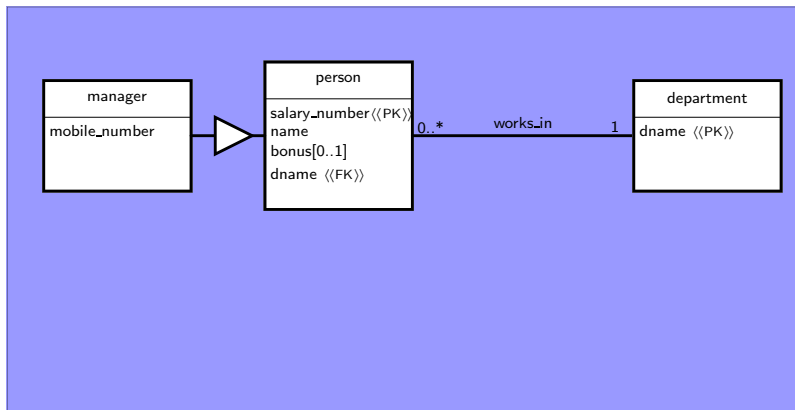 manager
mobile_number
person
salary_number⟨⟨PK⟩⟩
name
bonus[0..1]
dname ⟨⟨FK⟩⟩
0..*
works_in
1
department
dname ⟨⟨PK⟩⟩